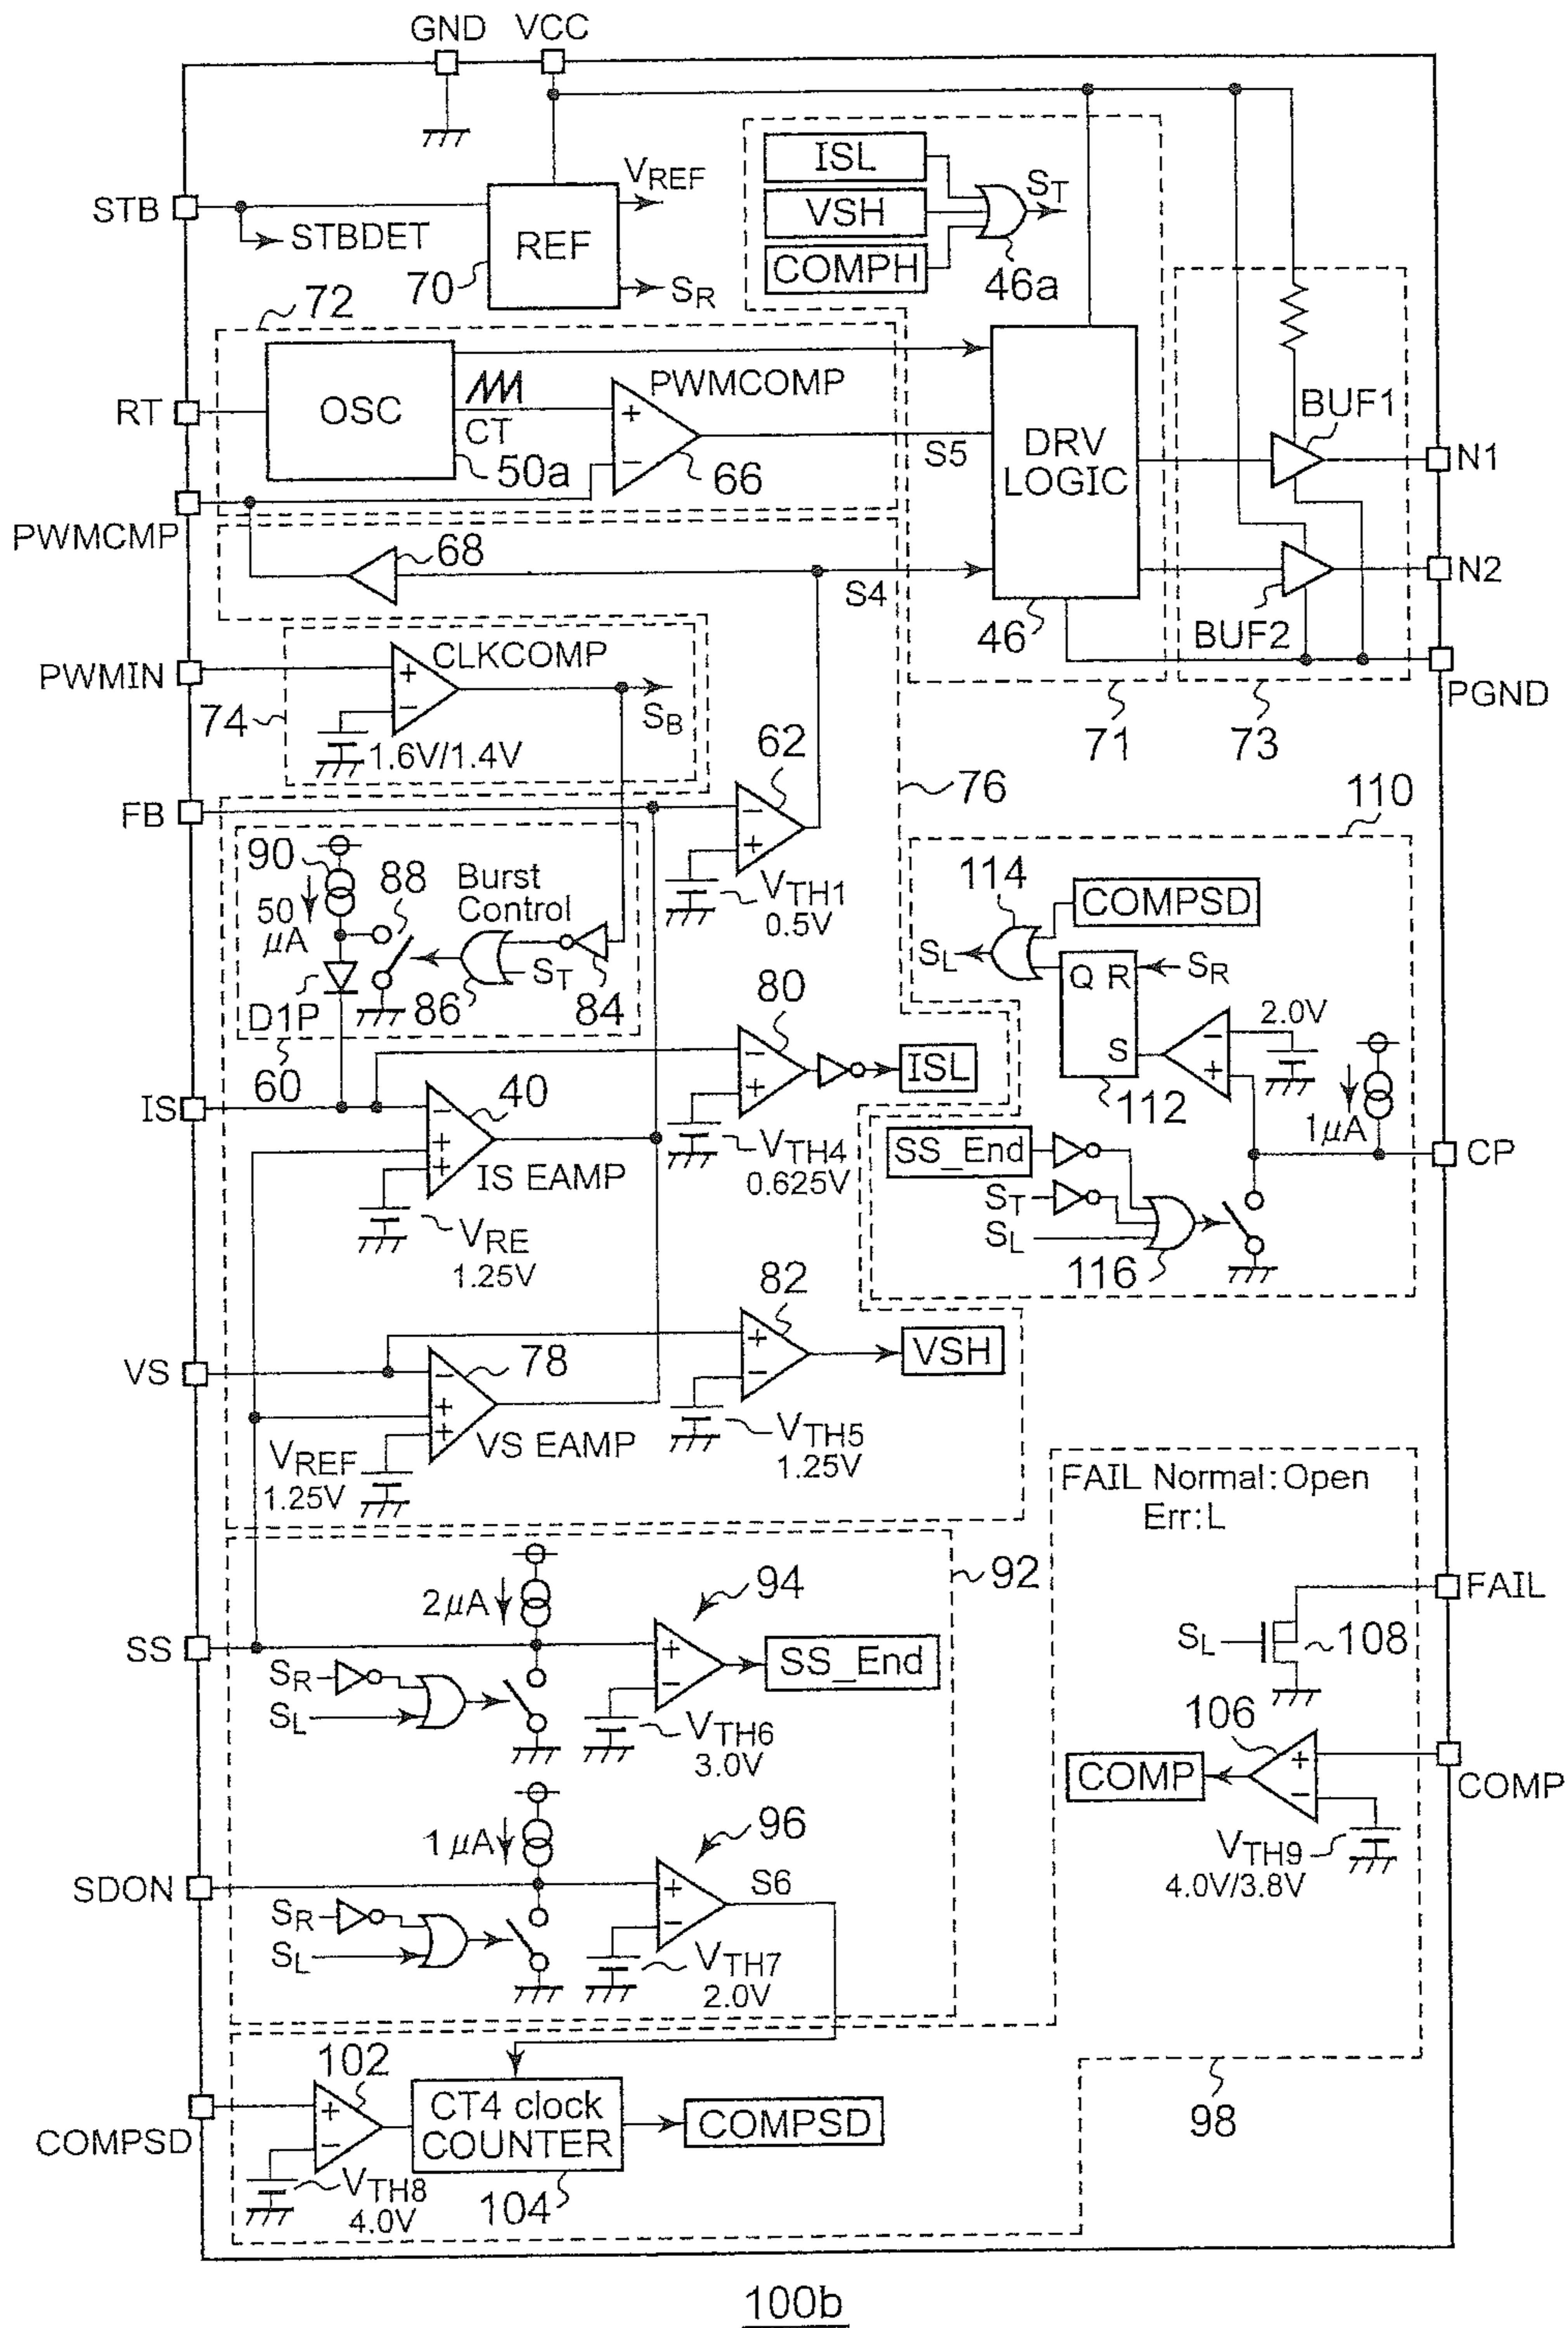 GND VCC
STB
STBDET
REF
70
VREF
SR
ISL
VSH
COMPH
ST
46a
72
RT
OSC
CT
50a
PWMCOMP
66
S5
DRV
LOGIC
46
BUF1
N1
PWMCMP
68
S4
BUF2
N2
PGND
71
73
PWMIN
CLKCOMP
74
1.6V/1.4V
SB
62
76
FB
VTH1
0.5V
90
50
μA
88
Burst
Control
D1P
86
ST
84
60
110
114
COMPSD
SL
Q R
S
SR
112
2.0V
1μA
CP
80
ISL
IS
40
IS EAMP
VTH4
0.625V
VRE
1.25V
SS_End
ST
SL
116
82
VSH
VS
78
VS EAMP
VREF
1.25V
VTH5
1.25V
FAIL Normal:Open
Err:L
FAIL
SL
108
92
2μA
94
SS
SS_End
SR
SL
VTH6
3.0V
106
COMP
COMP
VTH9
4.0V/3.8V
1μA
96
SDON
S6
SR
SL
VTH7
2.0V
98
102
COMPSD
CT4 clock
COUNTER
COMPSD
VTH8
4.0V
104
100b